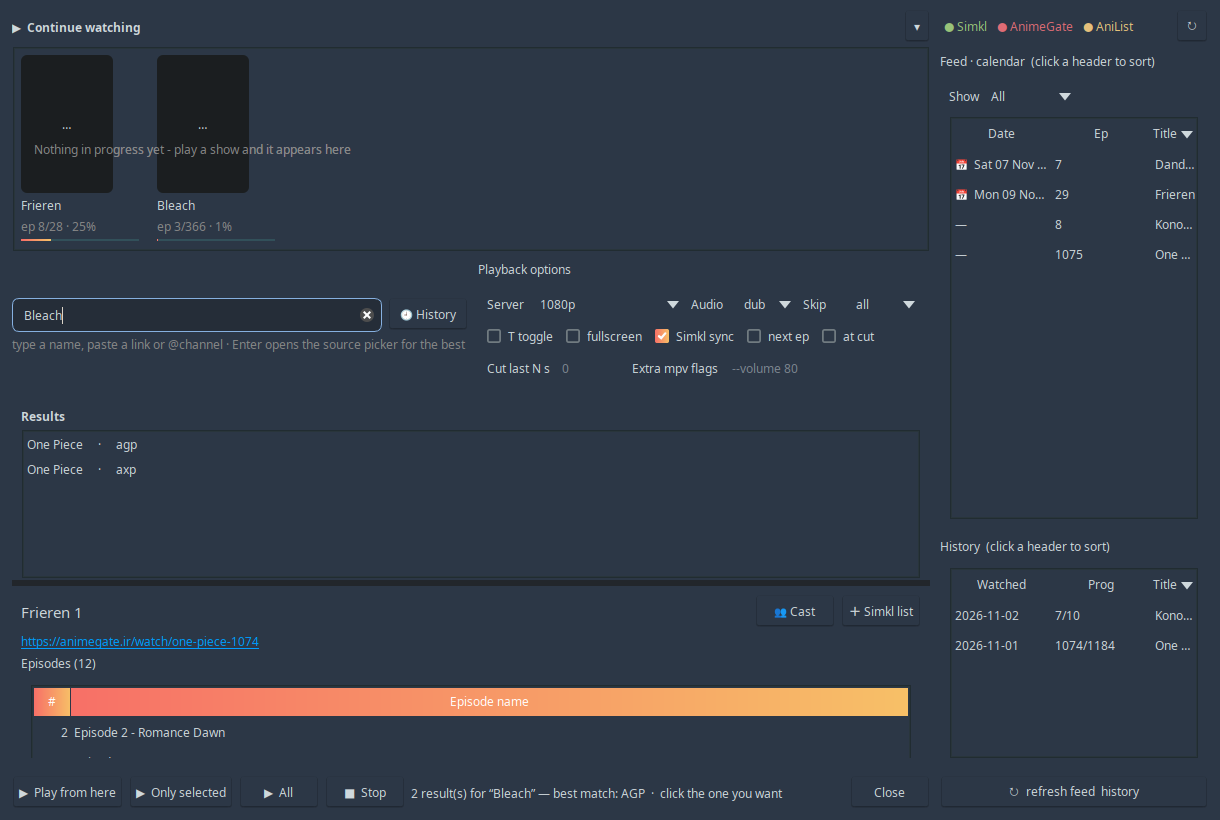 ▶ Continue watching
▼
...
...
Nothing in progress yet - play a show and it appears here
Frieren
Bleach
ep 8/28 · 25%
ep 3/366 · 1%
Playback options
Bleach
History
type a name, paste a link or @channel · Enter opens the source picker for the best
Server 1080p Audio dub Skip all
T toggle fullscreen Simkl sync next ep at cut
Cut last N s 0 Extra mpv flags --volume 80
Results
One Piece · agp
One Piece · axp
Frieren 1
Cast
+ Simkl list
https://animegate.ir/watch/one-piece-1074
Episodes (12)
# Episode name
2 Episode 2 - Romance Dawn
▶ Play from here
▶ Only selected
▶ All
■ Stop
2 result(s) for “Bleach” — best match: AGP · click the one you want
Close
● Simkl ● AnimeGate ● AniList
↻
Feed · calendar (click a header to sort)
Show All
Date Ep Title
Sat 07 Nov ... 7 Dand...
Mon 09 No... 29 Frieren
— 8 Kono...
— 1075 One ...
History (click a header to sort)
Watched Prog Title
2026-11-02 7/10 Kono...
2026-11-01 1074/1184 One ...
↻ refresh feed history